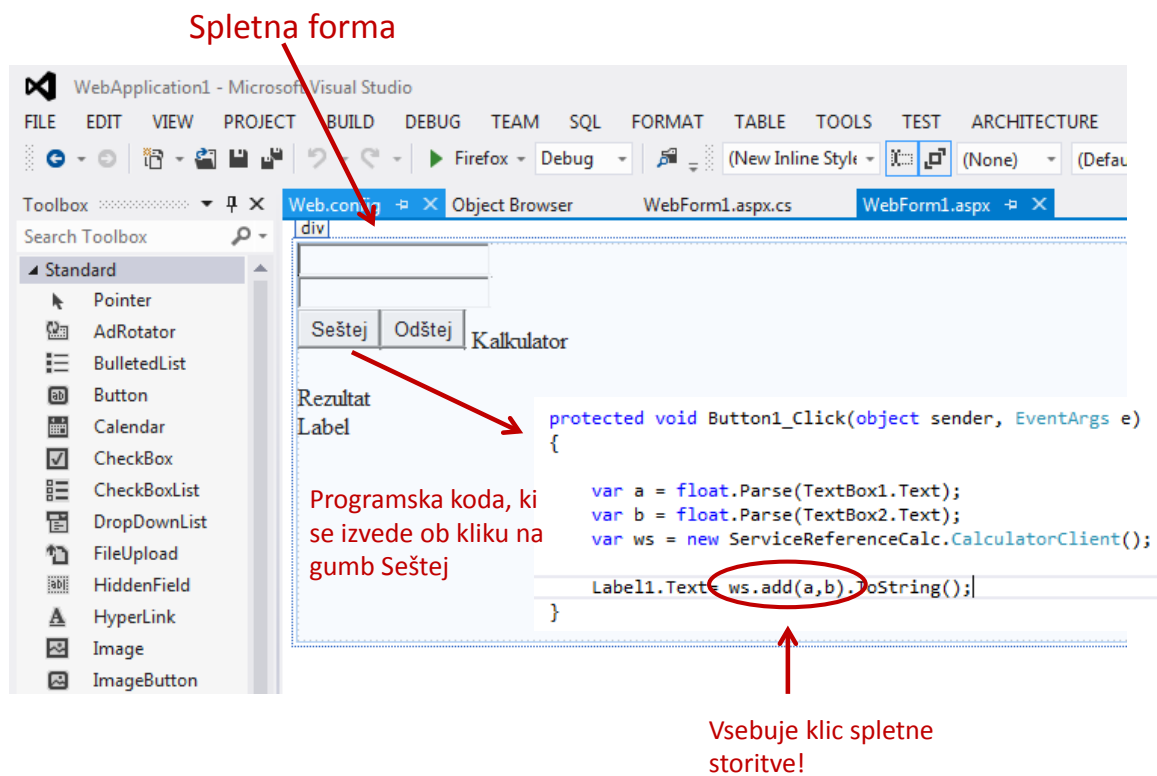 Spletna forma
WebApplication1 - Microsoft Visual Studio
FILE EDIT VIEW PROJECT BUILD DEBUG TEAM SQL FORMAT TABLE TOOLS TEST ARCHITECTURE
Firefox Debug (New Inline Style (None) (Defau
Toolbox
Web.config Object Browser WebForm1.aspx.cs WebForm1.aspx
Search Toolbox
div
Standard
Pointer
AdRotator
BulletedList
Button
Calendar
CheckBox
CheckBoxList
DropDownList
FileUpload
HiddenField
HyperLink
Image
ImageButton
Seštej Odštej Kalkulator
Rezultat
Label
protected void Button1_Click(object sender, EventArgs e)
{
var a = float.Parse(TextBox1.Text);
var b = float.Parse(TextBox2.Text);
var ws = new ServiceReferenceCalc.CalculatorClient();
Label1.Text= ws.add(a,b).ToString();
}
Programska koda, ki
se izvede ob kliku na
gumb Seštej
Vsebuje klic spletne
storitve!